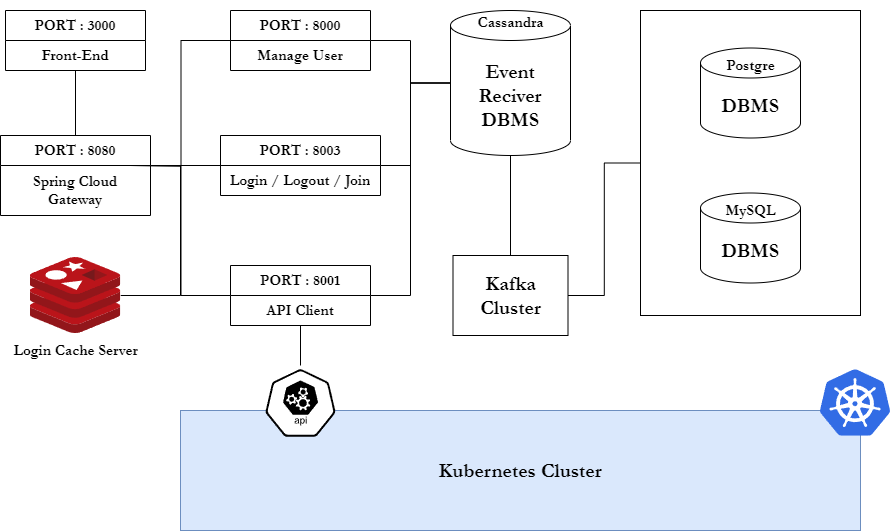 PORT : 3000
Front-End
PORT : 8080
Spring Cloud
Gateway
Login Cache Server
PORT : 8000
Manage User
PORT : 8003
Login / Logout / Join
PORT : 8001
API Client
api
Cassandra
Event
Reciver
DBMS
Kafka
Cluster
Postgre
DBMS
MySQL
DBMS
Kubernetes Cluster